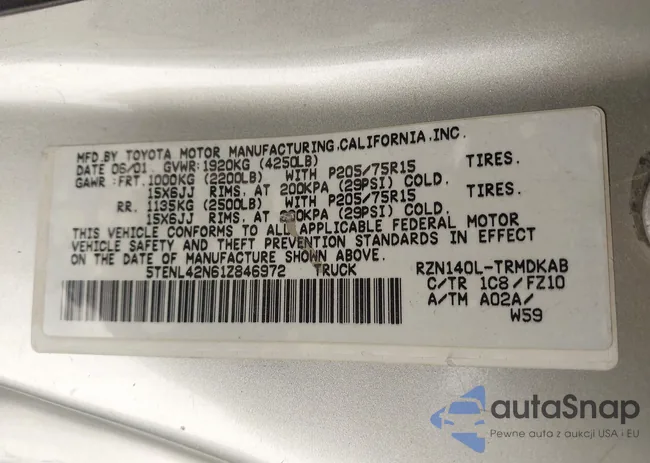 MFD.BY TOYOTA MOTOR MANUFACTURING,CALIFORNIA,INC.
DATE 06/01 GVWR:1920KG (4250LB)
GAWR :FRT.1000KG (2200LB) WITH P205/75R15 TIRES.
15X6JJ RIMS. AT 200KPA (29PSI) COLD.
RR. 1135KG (2500LB) WITH P205/75R15 TIRES.
15X6JJ RIMS. AT 200KPA (29PSI) COLD.
THIS VEHICLE CONFORMS TO ALL APPLICABLE FEDERAL MOTOR
VEHICLE SAFETY AND THEFT PREVENTION STANDARDS IN EFFECT
ON THE DATE OF MANUFACTURE SHOWN ABOVE.
5TENL42N61Z846972 TRUCK RZN140L-TRMDKAB
C/TR 1C8/FZ10
A/TM A02A/
W59
autaSnap
Pewne auta z aukcji USA i EU